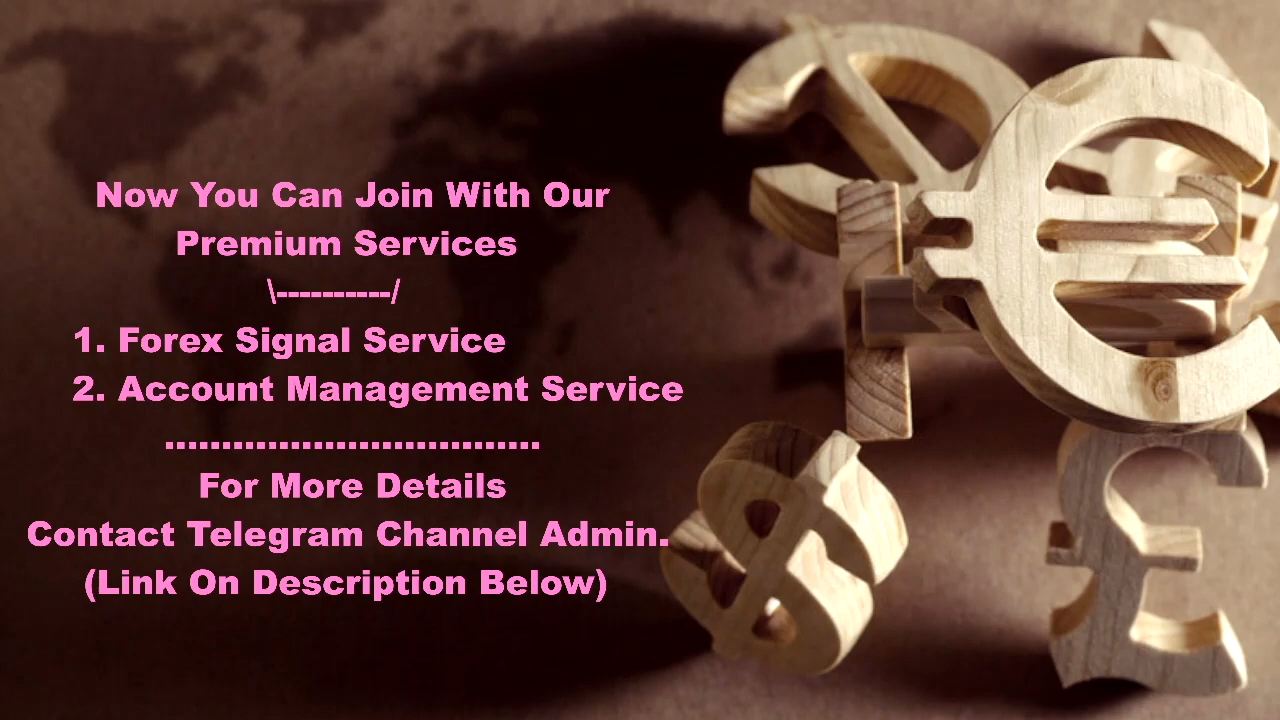 Now You Can Join With Our
Premium Services
\----------/
1. Forex Signal Service
2. Account Management Service
.................................
For More Details
Contact Telegram Channel Admin.
(Link On Description Below)